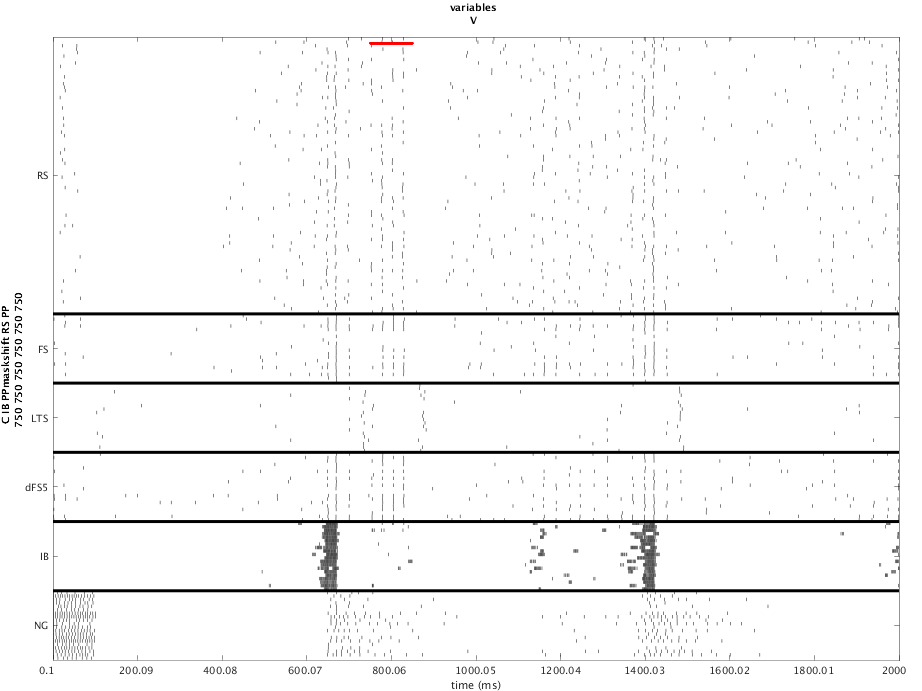 variables
V
C IB PPmaskshift RS PP
750 750 750 750 750 750
RS
FS
LTS
dFS5
IB
NG
0.1 200.09 400.08 600.07 800.06 1000.05 1200.04 1400.03 1600.02 1800.01 2000
time (ms)